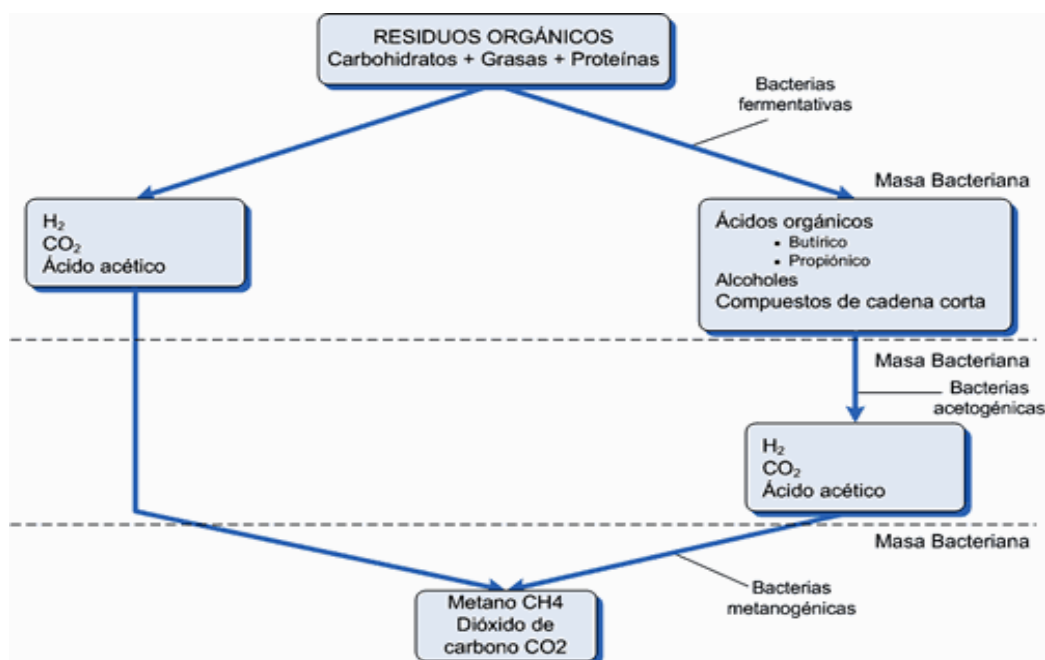 RESIDUOS ORGÁNICOS
Carbohidratos + Grasas + Proteínas
Bacterias
fermentativas
Masa Bacteriana
H₂
CO₂
Ácido acético
Ácidos orgánicos
• Butírico
• Propiónico
Alcoholes
Compuestos de cadena corta
Masa Bacteriana
Bacterias
acetogénicas
H₂
CO₂
Ácido acético
Masa Bacteriana
Bacterias
metanogénicas
Metano CH4
Dióxido de
carbono CO2